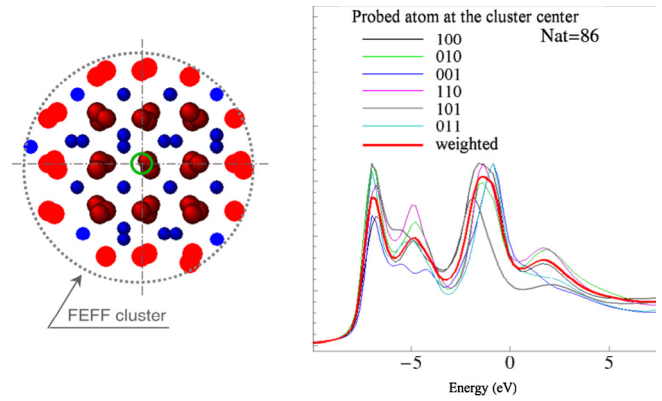 FEFF cluster
Probed atom at the cluster center
Nat=86
100
010
001
110
101
011
weighted
−5
0
5
Energy (eV)